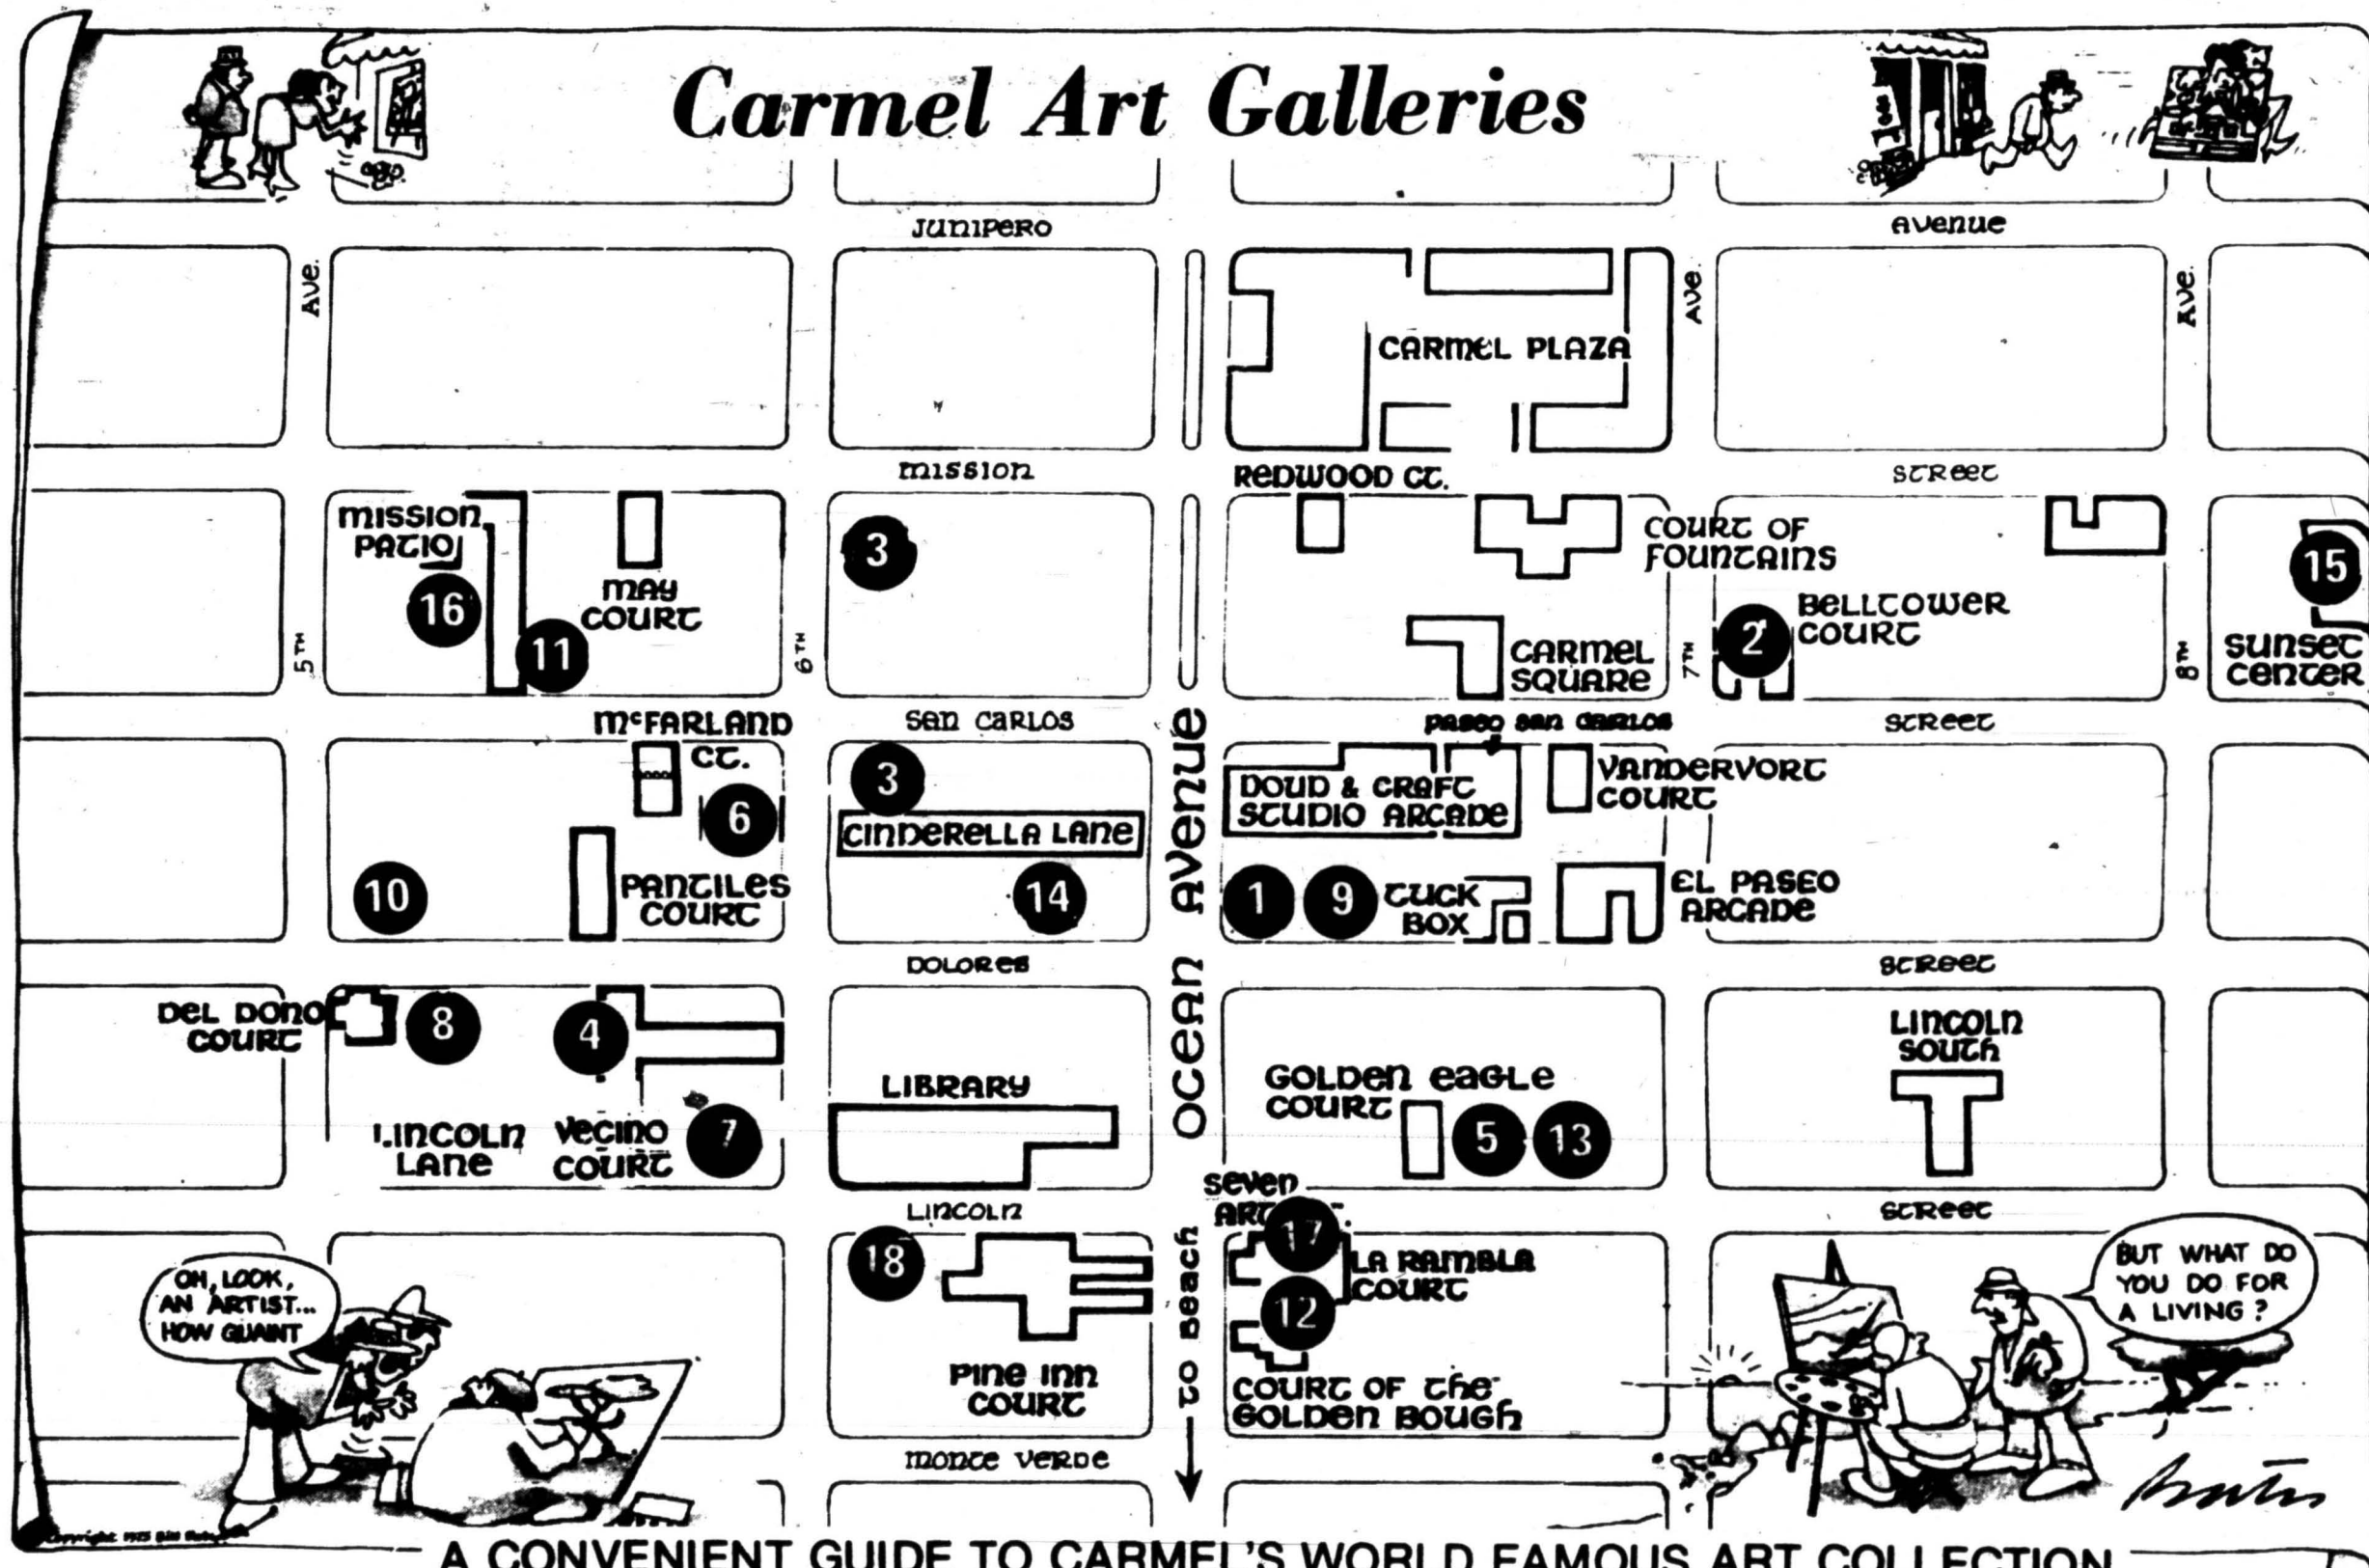 Carmel Art Galleries
JUNIPERO
AVENUE
AVE.
AVE.
AVE.
CARMEL PLAZA
MISSION
REDWOOD CT.
STREET
MISSION
PATIO
16
11
MAY
COURT
3
COURT OF
FOUNTAINS
CARMEL
SQUARE
2
BELLTOWER
COURT
15
SUNSET
CENTER
5TH
6TH
7TH
8TH
McFARLAND
CT.
SAN CARLOS
PASEO SAN CARLOS
STREET
6
3
CINDERELLA LANE
DOUD & CRAFT
STUDIO ARCADE
VANDERVORT
COURT
10
PANTILES
COURT
14
1
9
TUCK
BOX
EL PASEO
ARCADE
OCEAN AVENUE
DOLORES
STREET
DEL DONO
COURT
8
4
LINCOLN
SOUTH
LIBRARY
GOLDEN EAGLE
COURT
5
13
LINCOLN
LANE
VECINO
COURT
7
SEVEN
LINCOLN
STREET
18
17
LA RAMBLA
COURT
12
TO BEACH
PINE INN
COURT
COURT OF THE
GOLDEN BOUGH
OH, LOOK,
AN ARTIST...
HOW QUAINT
BUT WHAT DO
YOU DO FOR
A LIVING?
MONTE VERDE
Copyright 1975 Bill
A CONVENIENT GUIDE TO CARMEL'S WORLD FAMOUS ART COLLECTION